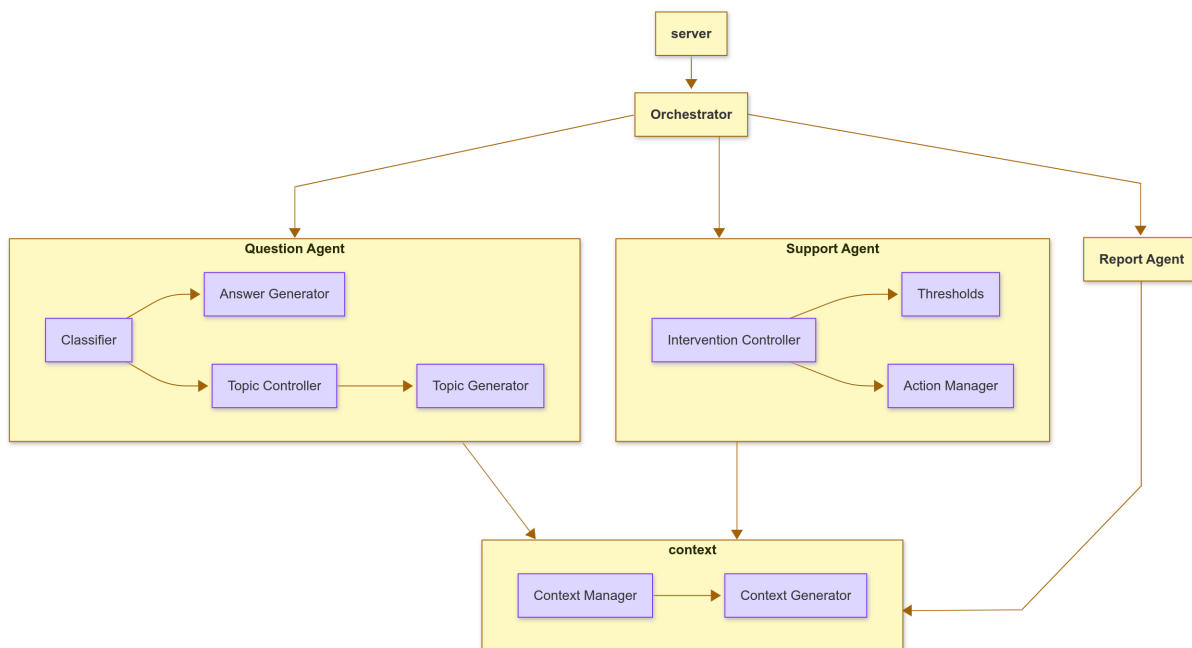 server
Orchestrator
Question Agent
Support Agent
Report Agent
Answer Generator
Classifier
Topic Controller
Topic Generator
Thresholds
Intervention Controller
Action Manager
context
Context Manager
Context Generator